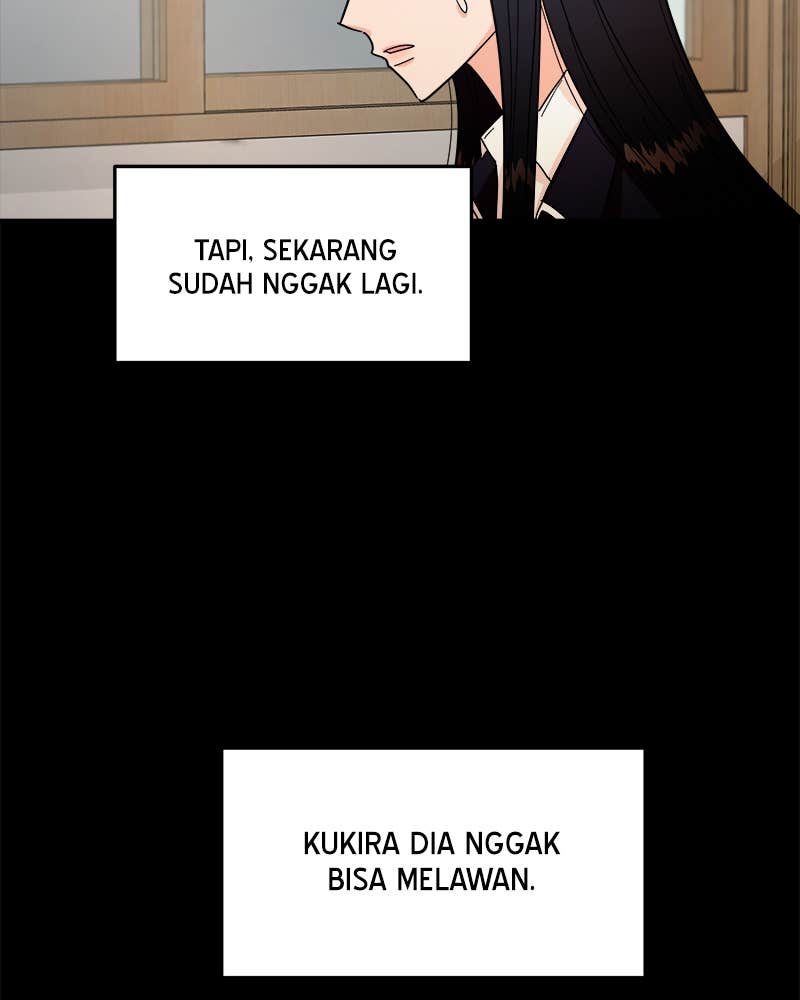 TAPI, SEKARANG
SUDAH NGGAK LAGI.
KUKIRA DIA NGGAK
BISA MELAWAN.